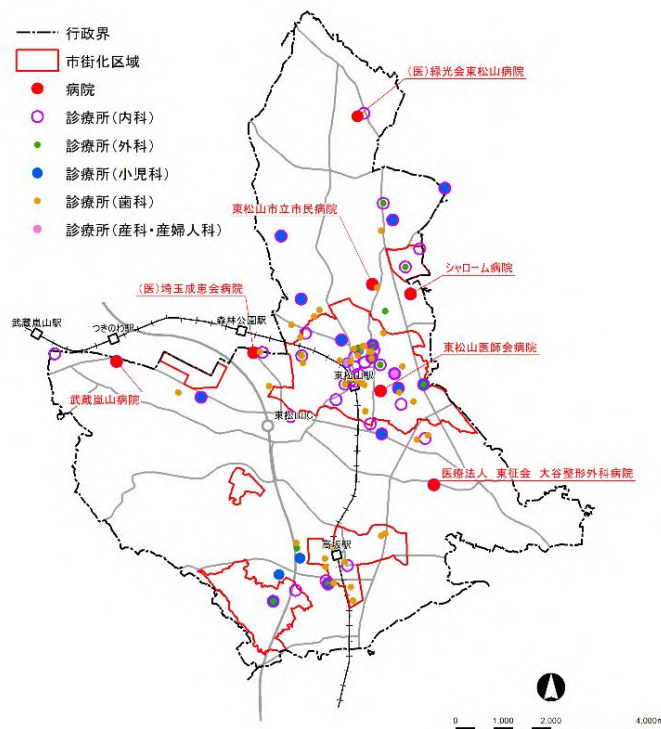 行政界
市街化区域
病院
診療所(内科)
診療所(外科)
診療所(小児科)
診療所(歯科)
診療所(産科・産婦人科)
(医)緑光会東松山病院
東松山市立市民病院
シャローム病院
(医)埼玉成恵会病院
武蔵嵐山駅
つきのわ駅
森林公園駅
東松山医師会病院
東松山駅
武蔵嵐山病院
東松山IC
医療法人 東征会 大谷整形外科病院
高坂駅
0 1,000 2,000 4,000m